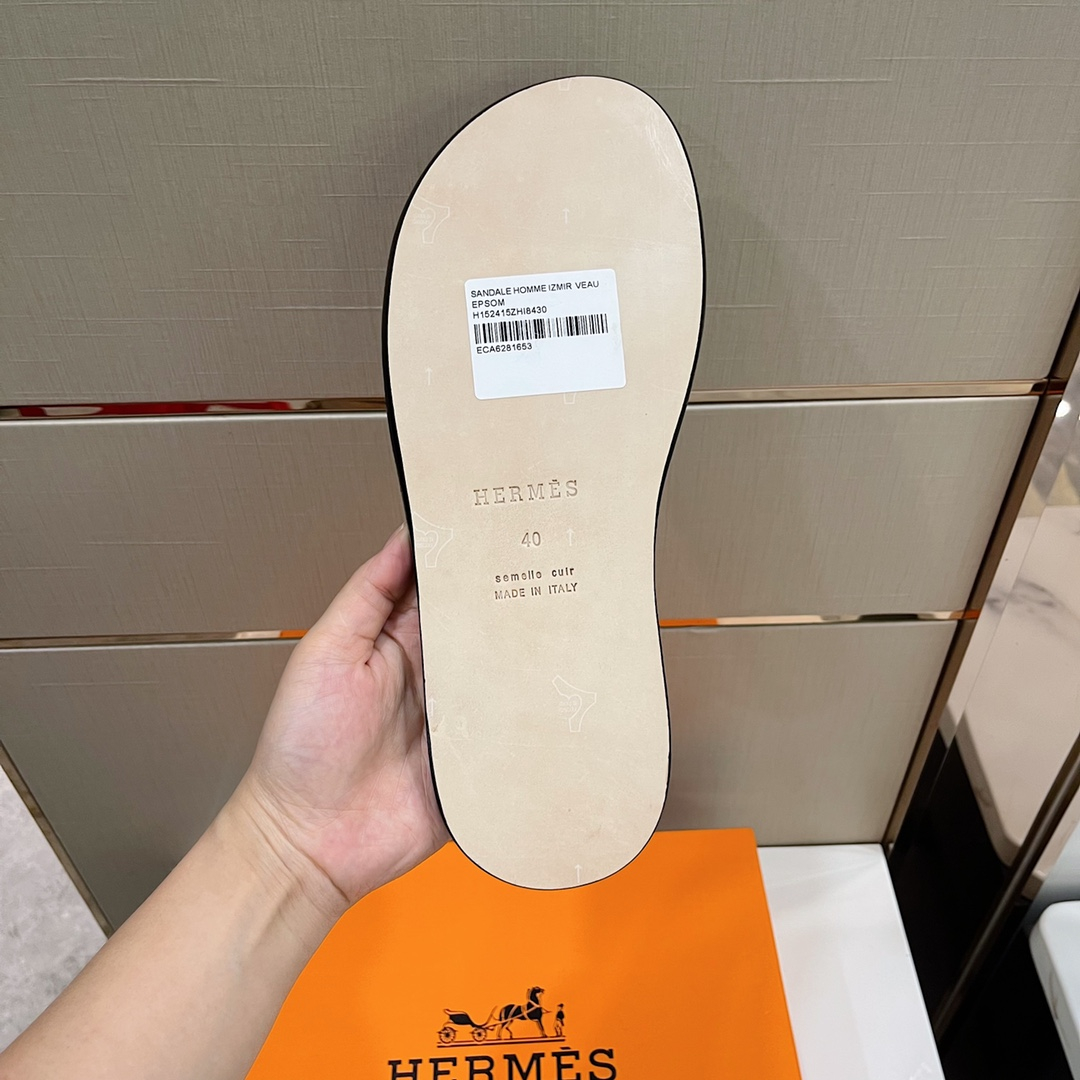 SANDALE HOMME IZMIR VEAU
EPSOM
H152415ZHI8430
ECA6281653
HERMÈS
40
semelle cuir
MADE IN ITALY
HERMÈS